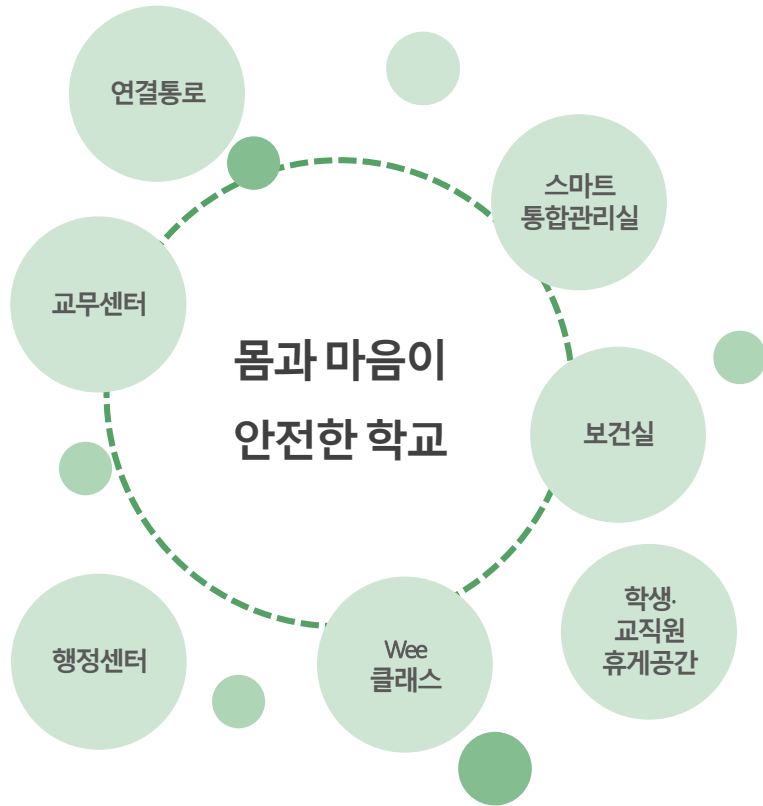 연결통로
스마트
통합관리실
교무센터
몸과 마음이
안전한 학교
보건실
학생·
교직원
휴게공간
행정센터
Wee
클래스